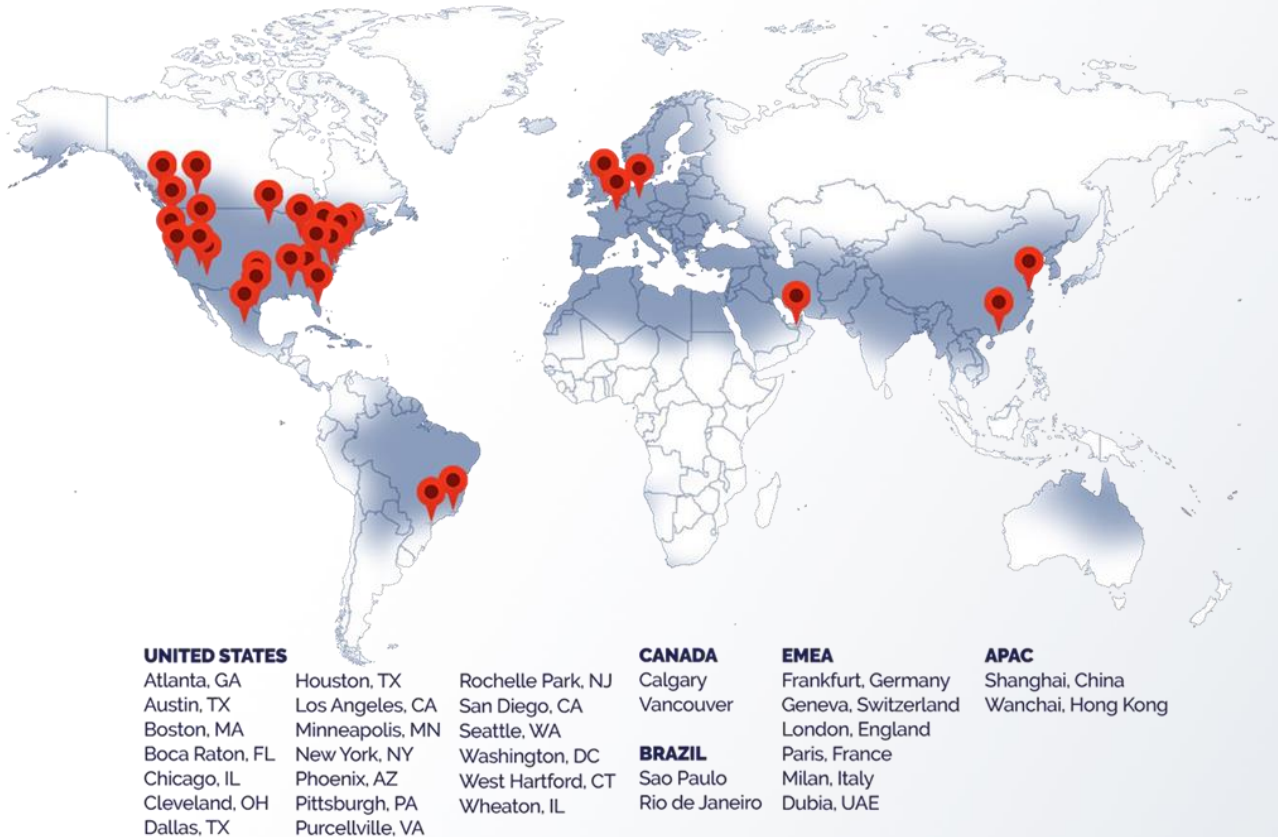 UNITED STATES
Atlanta, GA
Austin, TX
Boston, MA
Boca Raton, FL
Chicago, IL
Cleveland, OH
Dallas, TX
Houston, TX
Los Angeles, CA
Minneapolis, MN
New York, NY
Phoenix, AZ
Pittsburgh, PA
Purcellville, VA
Rochelle Park, NJ
San Diego, CA
Seattle, WA
Washington, DC
West Hartford, CT
Wheaton, IL
CANADA
Calgary
Vancouver
BRAZIL
Sao Paulo
Rio de Janeiro
EMEA
Frankfurt, Germany
Geneva, Switzerland
London, England
Paris, France
Milan, Italy
Dubia, UAE
APAC
Shanghai, China
Wanchai, Hong Kong